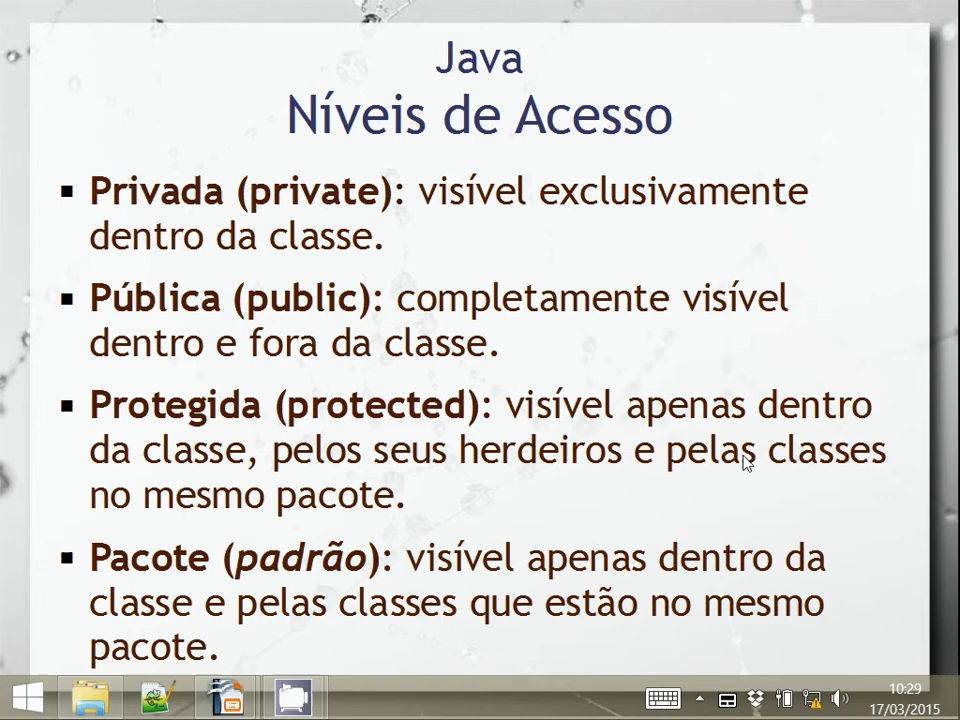 Java
Níveis de Acesso
▪ Privada (private): visível exclusivamente
dentro da classe.
▪ Pública (public): completamente visível
dentro e fora da classe.
▪ Protegida (protected): visível apenas dentro
da classe, pelos seus herdeiros e pelas classes
no mesmo pacote.
▪ Pacote (padrão): visível apenas dentro da
classe e pelas classes que estão no mesmo
pacote.
10:29
17/03/2015